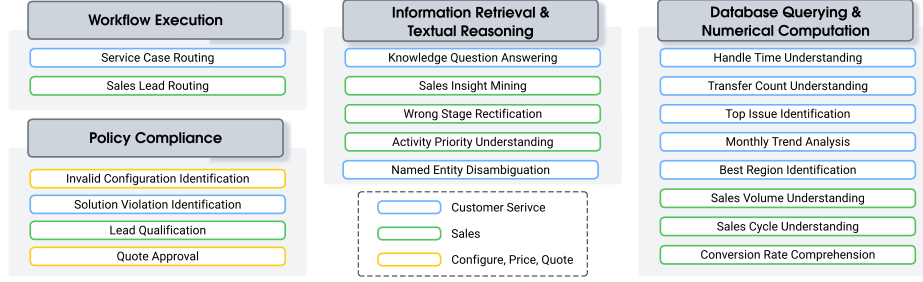 Workflow Execution
Service Case Routing
Sales Lead Routing
Policy Compliance
Invalid Configuration Identification
Solution Violation Identification
Lead Qualification
Quote Approval
Information Retrieval &
Textual Reasoning
Knowledge Question Answering
Sales Insight Mining
Wrong Stage Rectification
Activity Priority Understanding
Named Entity Disambiguation
Customer Serivce
Sales
Configure, Price, Quote
Database Querying &
Numerical Computation
Handle Time Understanding
Transfer Count Understanding
Top Issue Identification
Monthly Trend Analysis
Best Region Identification
Sales Volume Understanding
Sales Cycle Understanding
Conversion Rate Comprehension